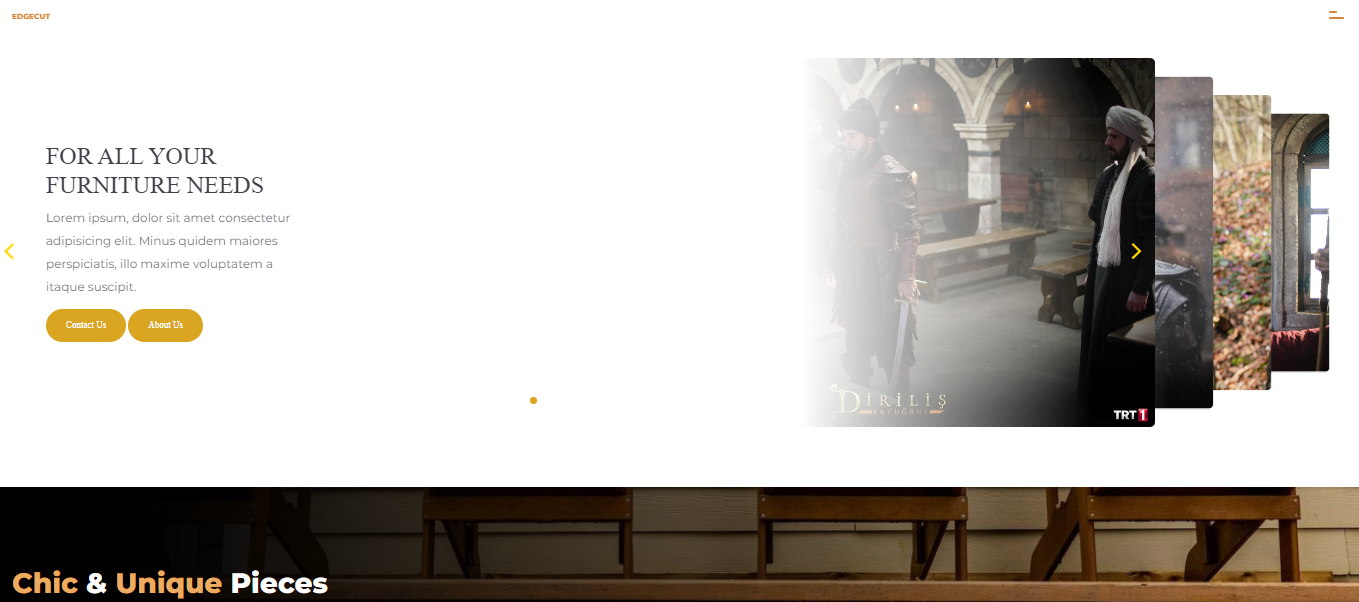 EDGECUT
FOR ALL YOUR
FURNITURE NEEDS
Lorem ipsum, dolor sit amet consectetur
adipisicing elit. Minus quidem maiores
perspiciatis, illo maxime voluptatem a
itaque suscipit.
Contact Us
About Us
DİRİLİŞ
ERTUĞRUL
TRT 1
Chic & Unique Pieces